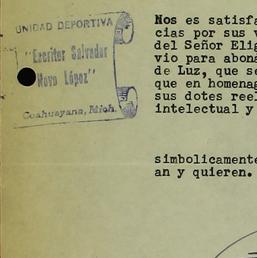 UNIDAD DEPORTIVA
"Escritor Salvador
Novo López"
Coahuayana, Mich.
Nos es satisfa
cias por sus v
del Señor Elig
vio para abona
de Luz, que se
que en homenag
sus dotes reel
intelectual y
simbolicamente
an y quieren.